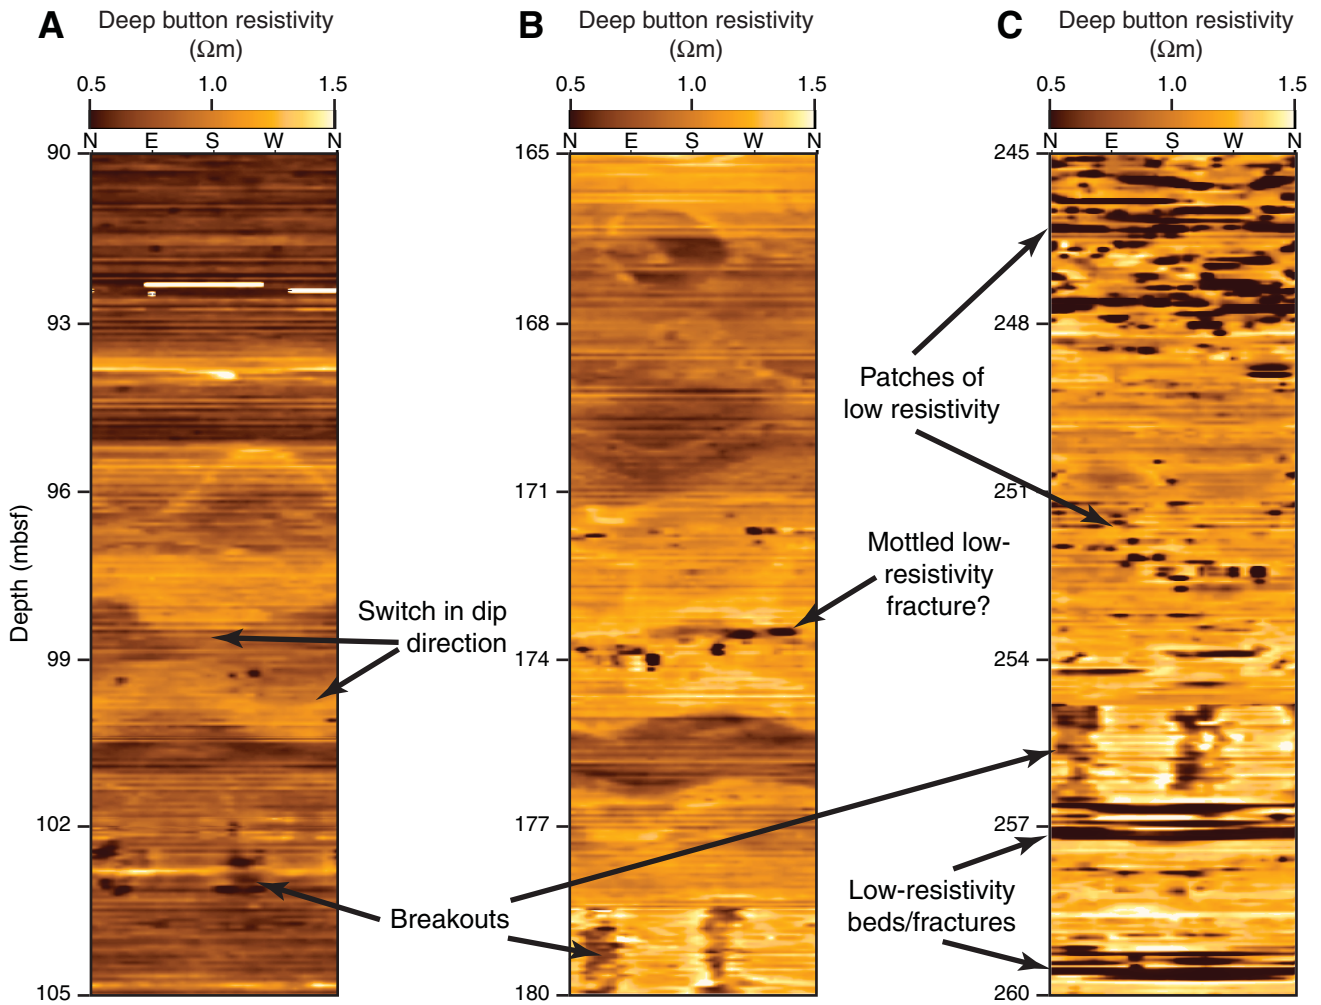 A
Deep button resistivity
(Ωm)
0.5 1.0 1.5
N E S W N
90
93
96
99
102
105
Depth (mbsf)
Switch in dip
direction
Breakouts
B
Deep button resistivity
(Ωm)
0.5 1.0 1.5
N E S W N
165
168
171
174
177
180
Mottled low-
resistivity
fracture?
C
Deep button resistivity
(Ωm)
0.5 1.0 1.5
N E S W N
245
248
251
254
257
260
Patches of
low resistivity
Low-resistivity
beds/fractures